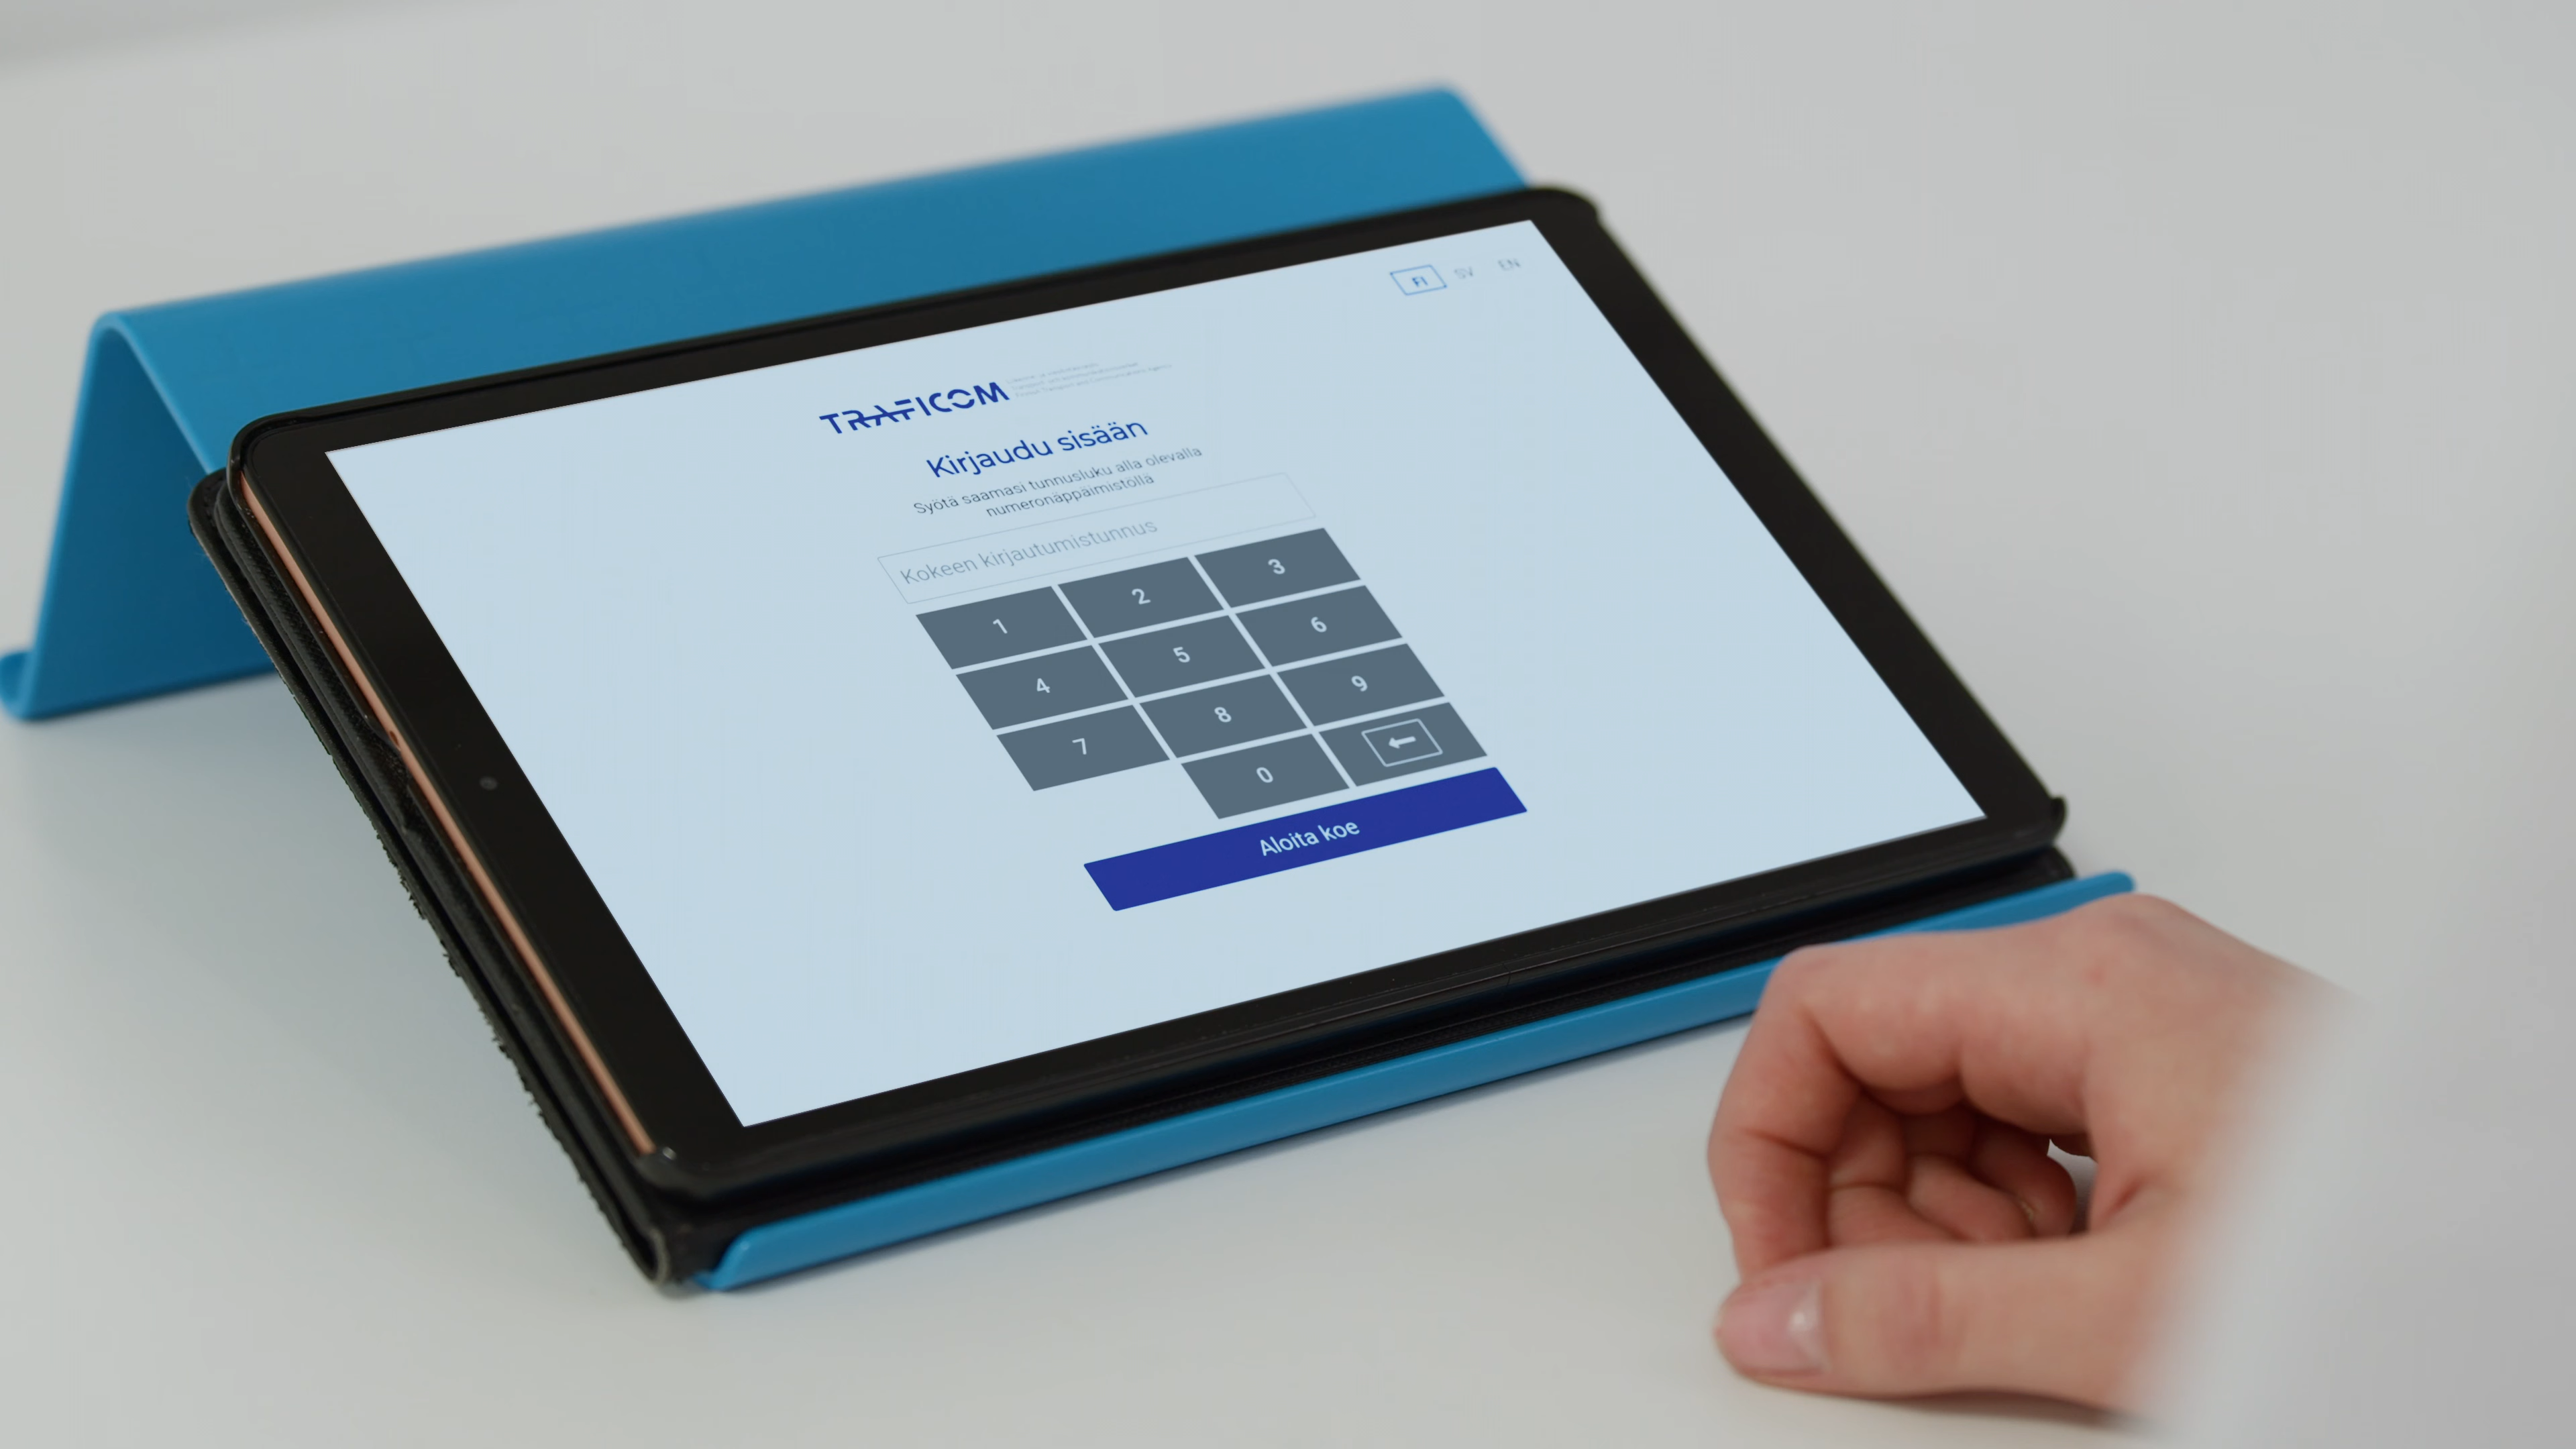 FI SV EN
TRAFICOM
Kirjaudu sisään
Syötä saamasi tunnusluku alla olevalla
numeronäppäimistöllä
Kokeen kirjautumistunnus
1 2 3
4 5 6
7 8 9
0
Aloita koe